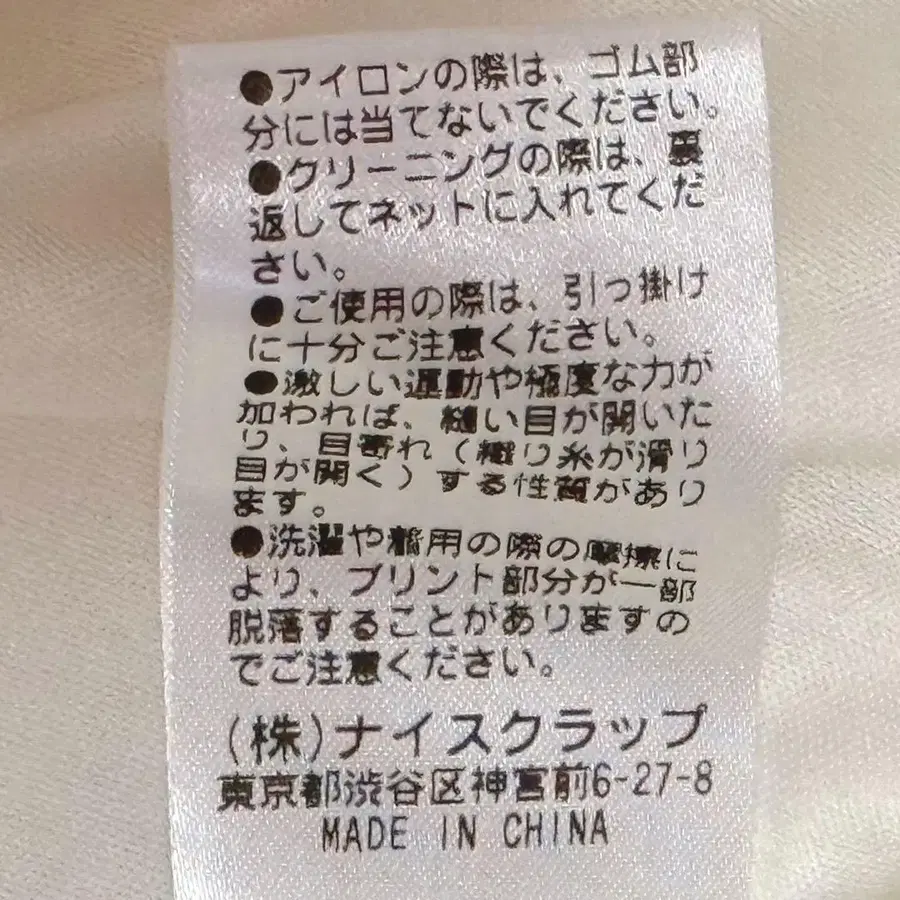 ●アイロンの際は、ゴム部
分には当てないでください。
●クリーニングの際は、裏
返してネットに入れてくだ
さい。
●ご使用の際は、引っ掛け
に十分ご注意ください。
●激しい運動や極度な力が
加われば、縫い目が開いた
り、目寄れ(織り糸が滑り
目が開く)する性質があり
ます。
●洗濯や着用の際の摩擦に
より、プリント部分が一部
脱落することがありますの
でご注意ください。
(株)ナイスクラップ
東京都渋谷区神宮前6-27-8
MADE IN CHINA